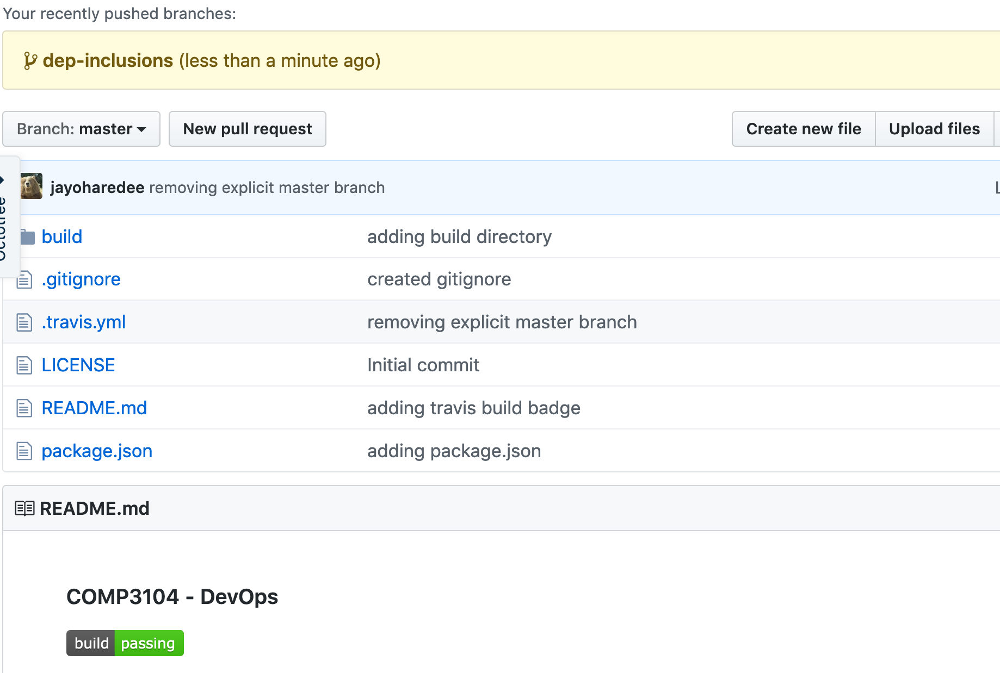 Your recently pushed branches:
dep-inclusions (less than a minute ago)
Branch: master
New pull request
Create new file
Upload files
Octotree
jayoharedee removing explicit master branch
build adding build directory
.gitignore created gitignore
.travis.yml removing explicit master branch
LICENSE Initial commit
README.md adding travis build badge
package.json adding package.json
README.md
COMP3104 - DevOps
build passing